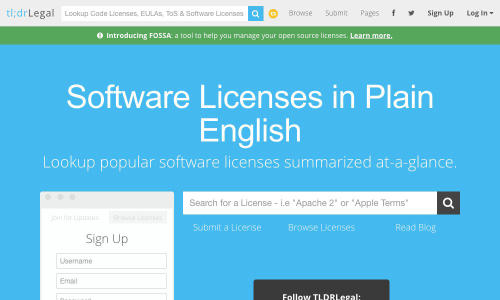 tl;drLegal
Lookup Code Licenses, EULAs, ToS & Software Licenses
Browse
Submit
Pages
Sign Up
Log In
Introducing FOSSA: a tool to help you manage your open source licenses. Learn more.
Software Licenses in Plain
English
Lookup popular software licenses summarized at-a-glance.
Join for Updates
Browse Licenses
Sign Up
Username
Email
Password
Search for a License - i.e "Apache 2" or "Apple Terms"
Submit a License
Browse Licenses
Read Blog
Follow TLDRLegal: